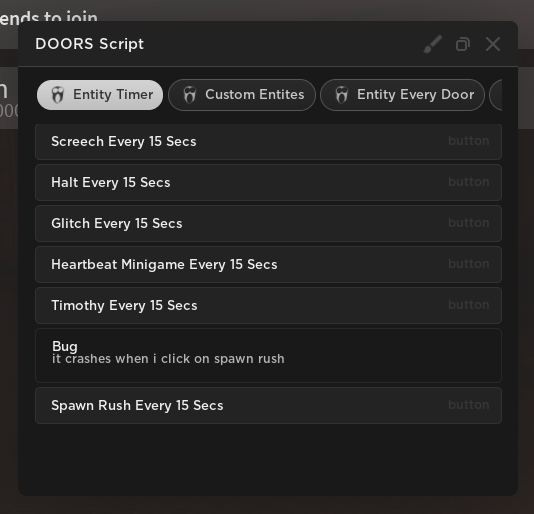 ends to join
DOORS Script
Entity Timer
Custom Entites
Entity Every Door
Screech Every 15 Secs
button
Halt Every 15 Secs
button
Glitch Every 15 Secs
button
Heartbeat Minigame Every 15 Secs
button
Timothy Every 15 Secs
button
Bug
it crashes when i click on spawn rush
Spawn Rush Every 15 Secs
button